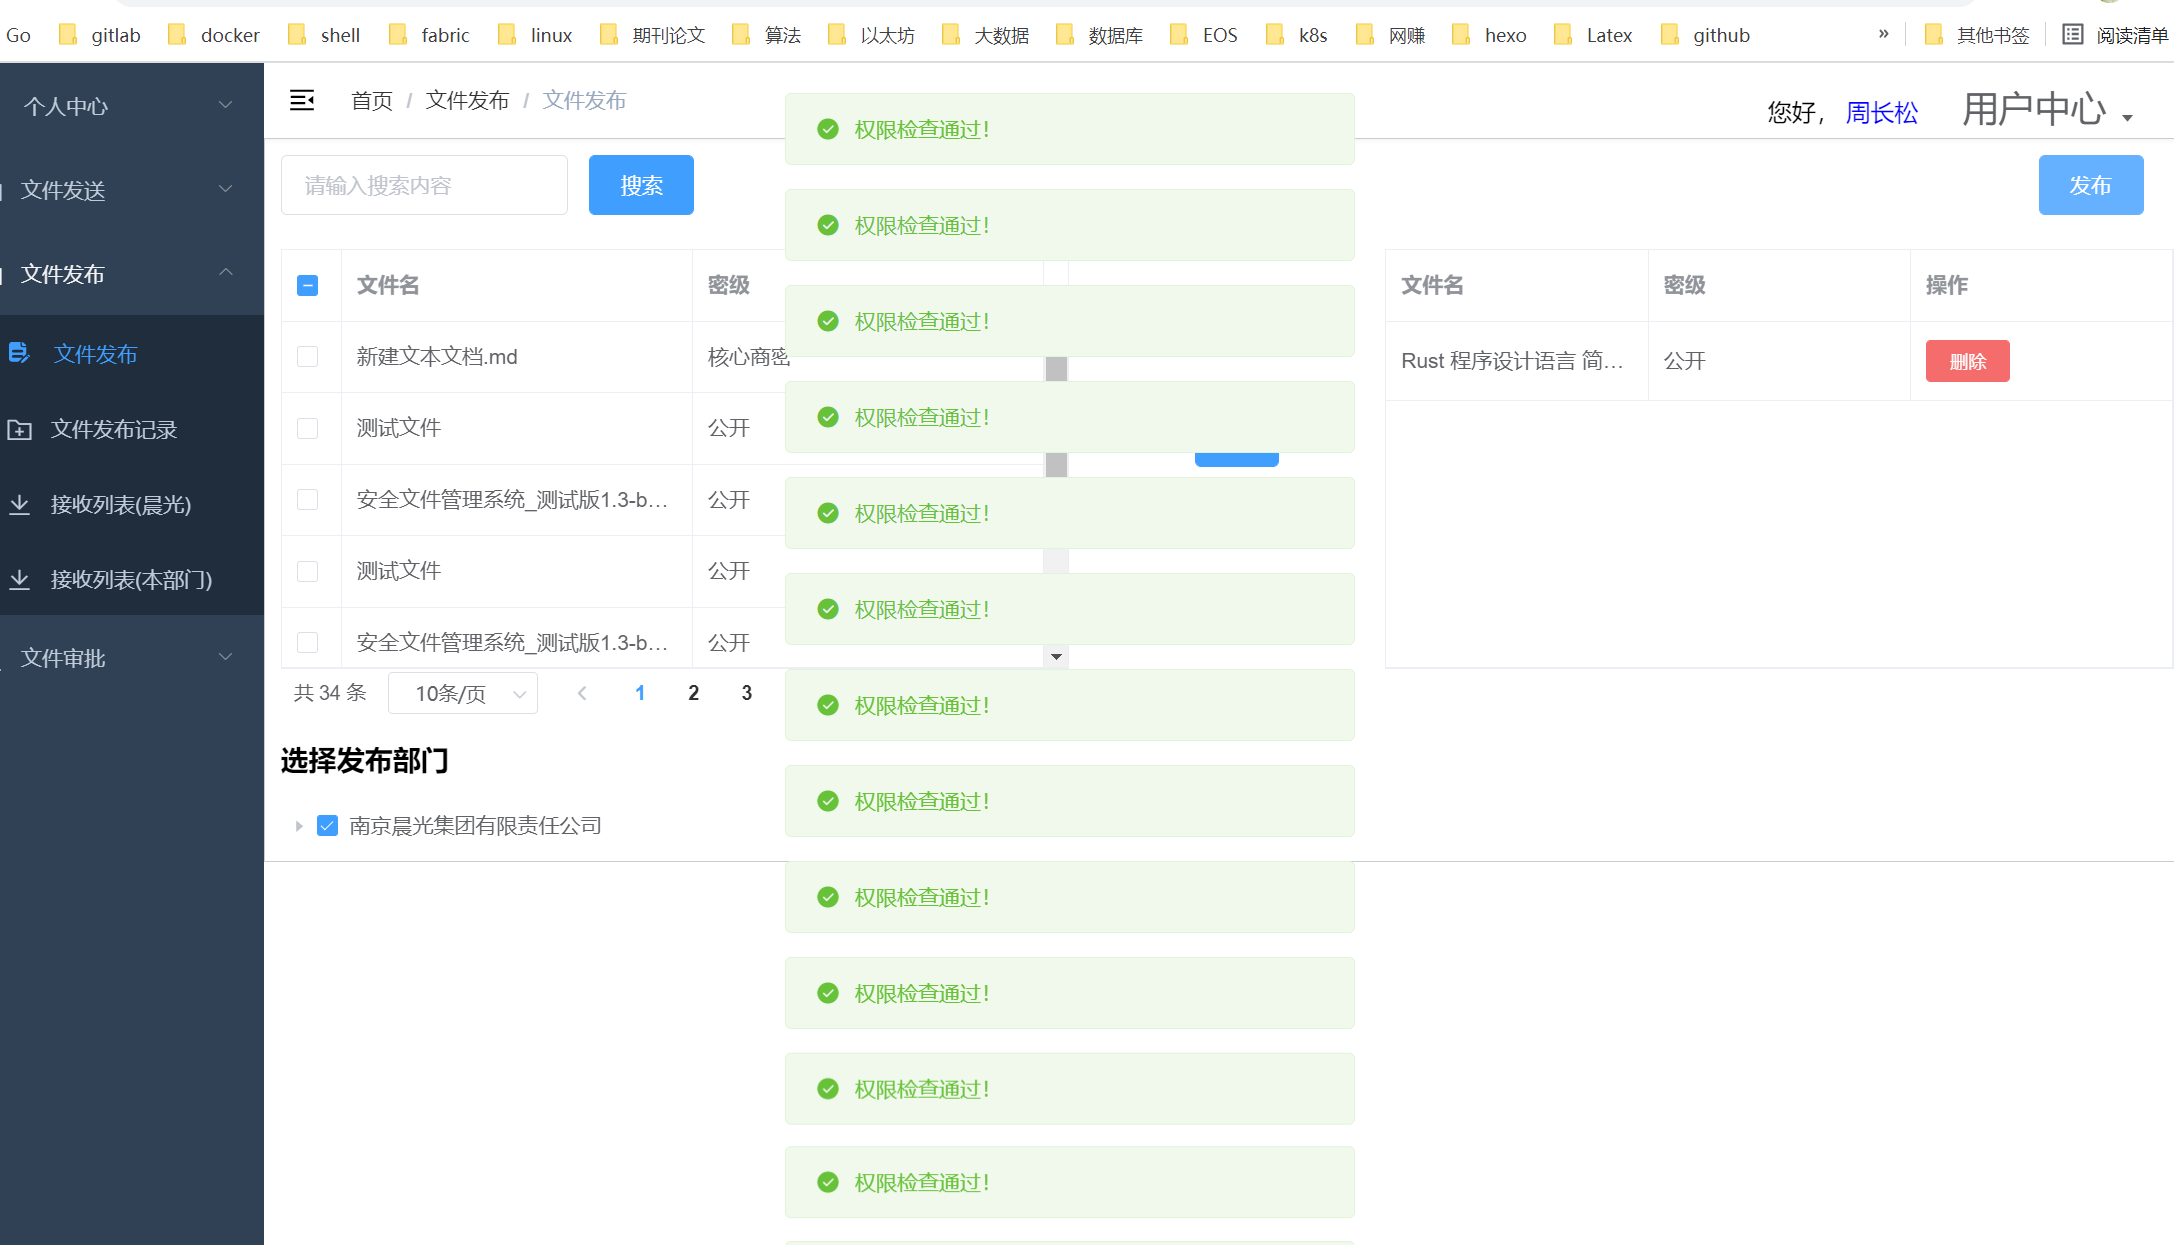 Go gitlab docker shell fabric linux 期刊论文 算法 以太坊 大数据 数据库 EOS k8s 网赚 hexo Latex github » 其他书签 阅读清单
个人中心
文件发送
文件发布
文件发布
文件发布记录
接收列表(晨光)
接收列表(本部门)
文件审批
首页 / 文件发布 / 文件发布
您好， 周长松 用户中心
请输入搜索内容 搜索 发布
文件名 密级
新建文本文档.md 核心商密
测试文件 公开
安全文件管理系统_测试版1.3-b... 公开
测试文件 公开
安全文件管理系统_测试版1.3-b... 公开
共 34 条 10条/页 1 2 3
选择发布部门
南京晨光集团有限责任公司
权限检查通过！
权限检查通过！
权限检查通过！
权限检查通过！
权限检查通过！
权限检查通过！
权限检查通过！
权限检查通过！
权限检查通过！
权限检查通过！
权限检查通过！
权限检查通过！
文件名 密级 操作
Rust 程序设计语言 简... 公开 删除